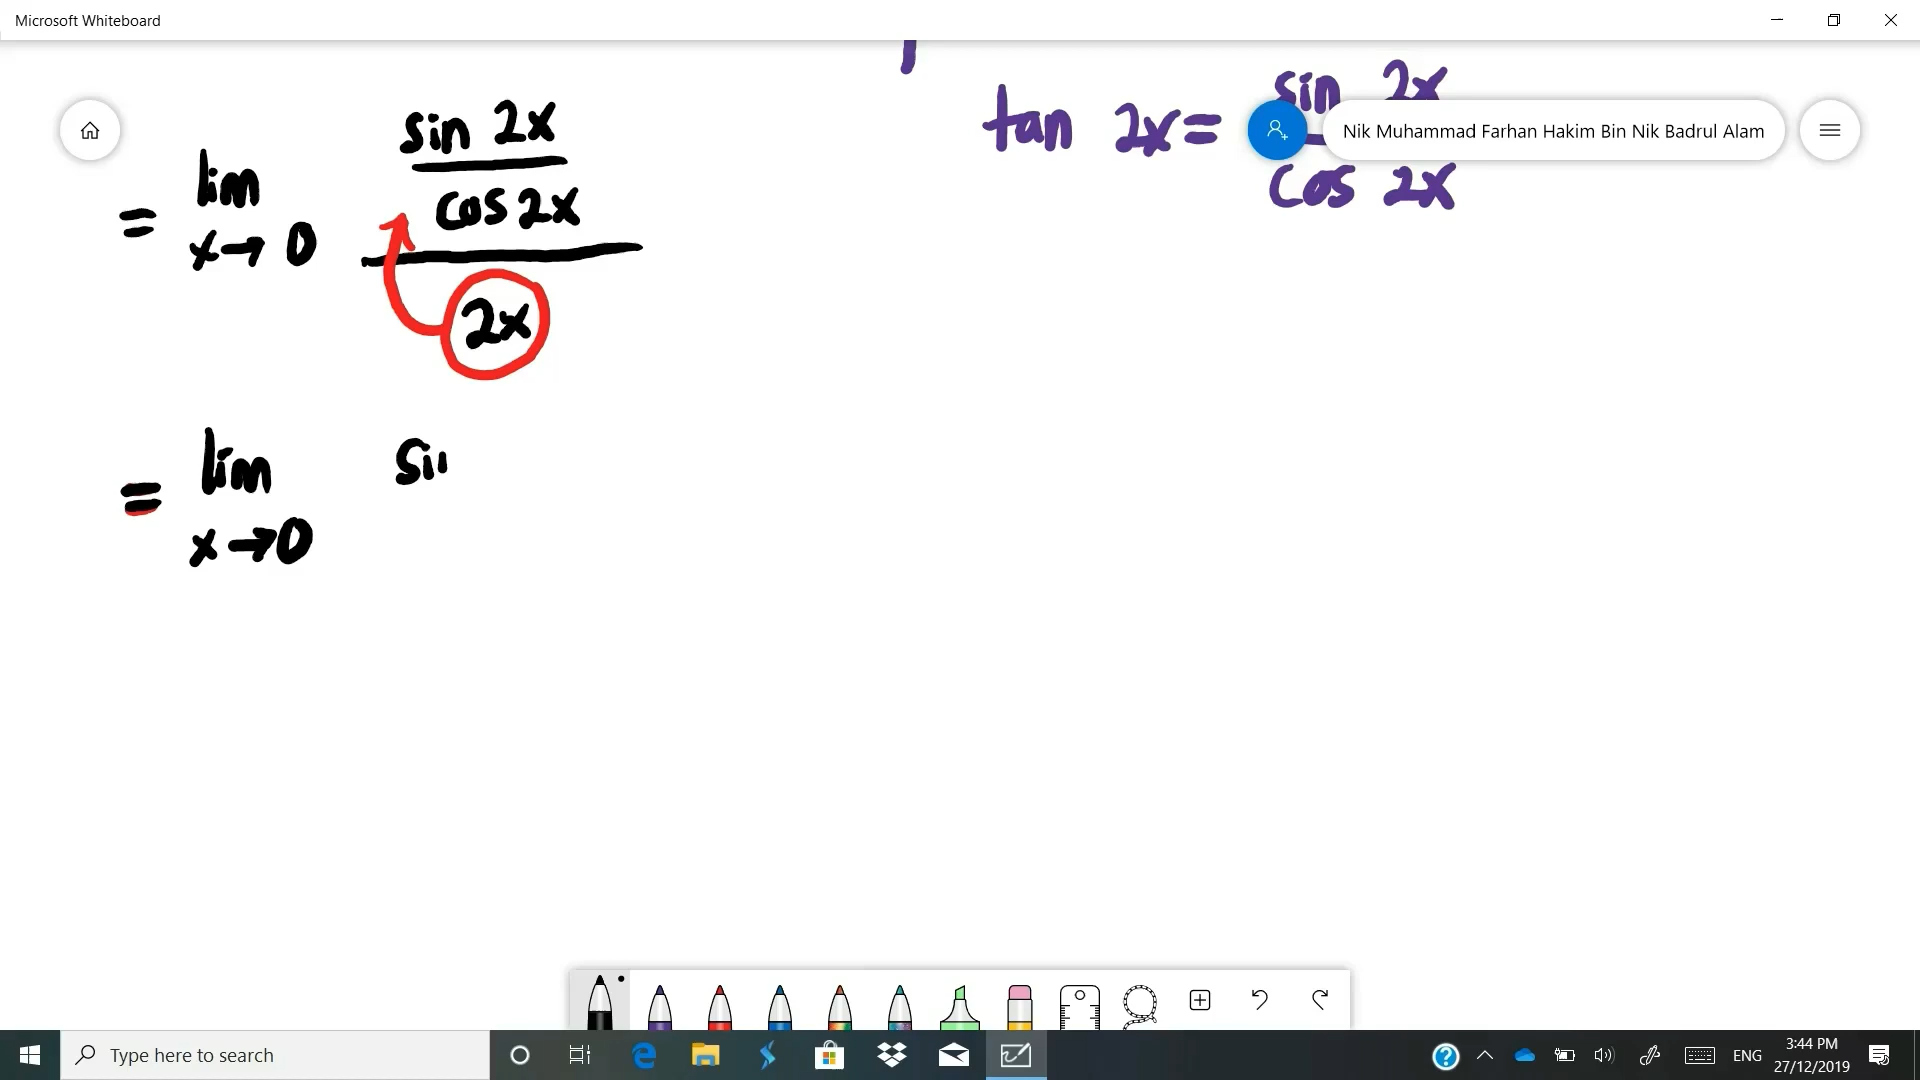 Microsoft Whiteboard
tan 2x = sin 2x
cos 2x
Nik Muhammad Farhan Hakim Bin Nik Badrul Alam
= lim x→0
sin 2x
cos 2x
2x
= lim x→0 sin
Type here to search
ENG
3:44 PM
27/12/2019